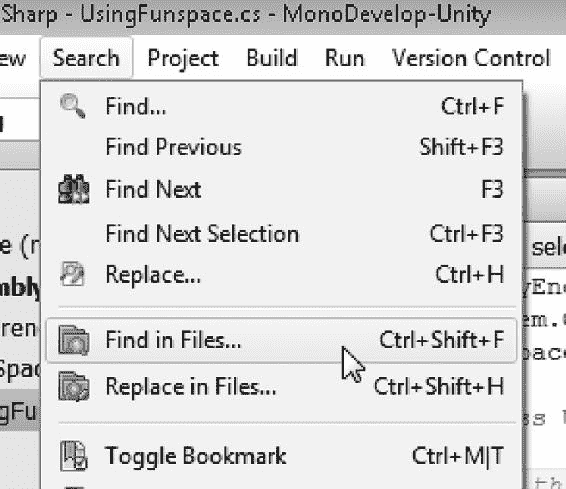 Sharp - UsingFunspace.cs - MonoDevelop-Unity
ew Search Project Build Run Version Control
Find... Ctrl+F
Find Previous Shift+F3
Find Next F3
Find Next Selection Ctrl+F3
Replace... Ctrl+H
Find in Files... Ctrl+Shift+F
Replace in Files... Ctrl+Shift+H
Toggle Bookmark Ctrl+M|T